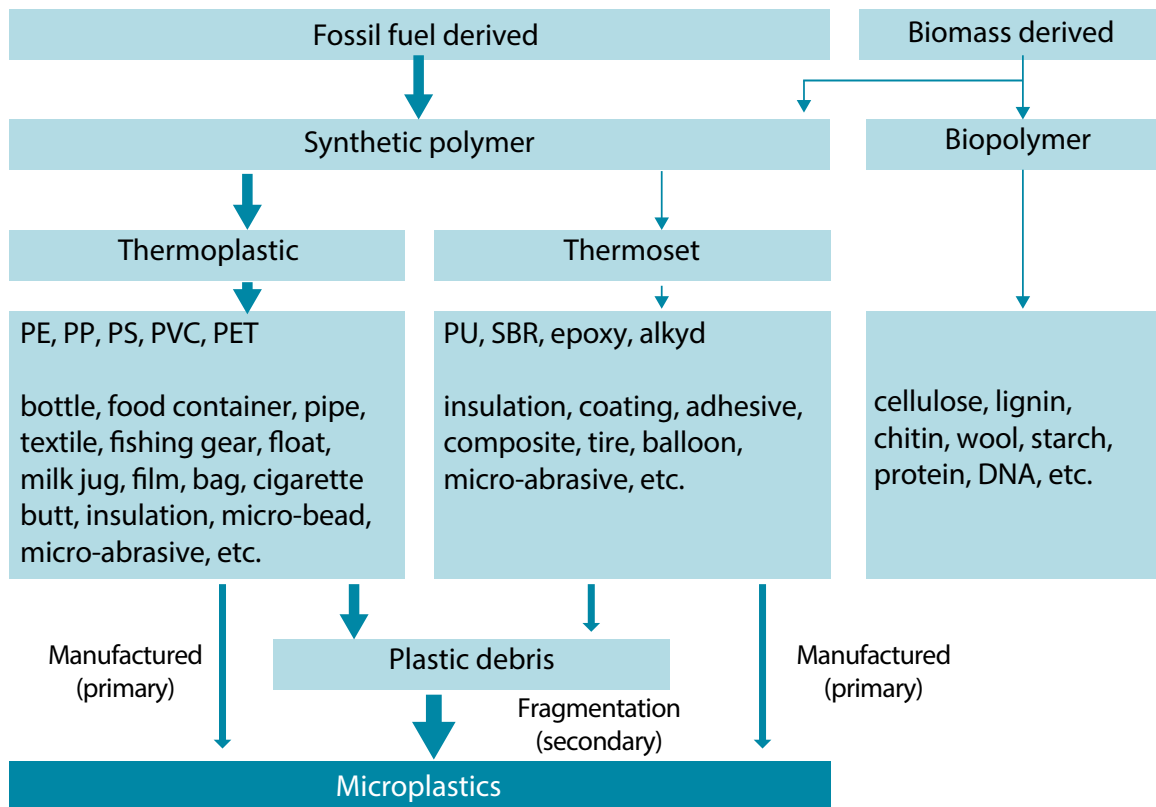 Fossil fuel derived
Biomass derived
Synthetic polymer
Biopolymer
Thermoplastic
Thermoset
PE, PP, PS, PVC, PET
bottle, food container, pipe,
textile, fishing gear, float,
milk jug, film, bag, cigarette
butt, insulation, micro-bead,
micro-abrasive, etc.
PU, SBR, epoxy, alkyd
insulation, coating, adhesive,
composite, tire, balloon,
micro-abrasive, etc.
cellulose, lignin,
chitin, wool, starch,
protein, DNA, etc.
Manufactured
(primary)
Plastic debris
Fragmentation
(secondary)
Manufactured
(primary)
Microplastics